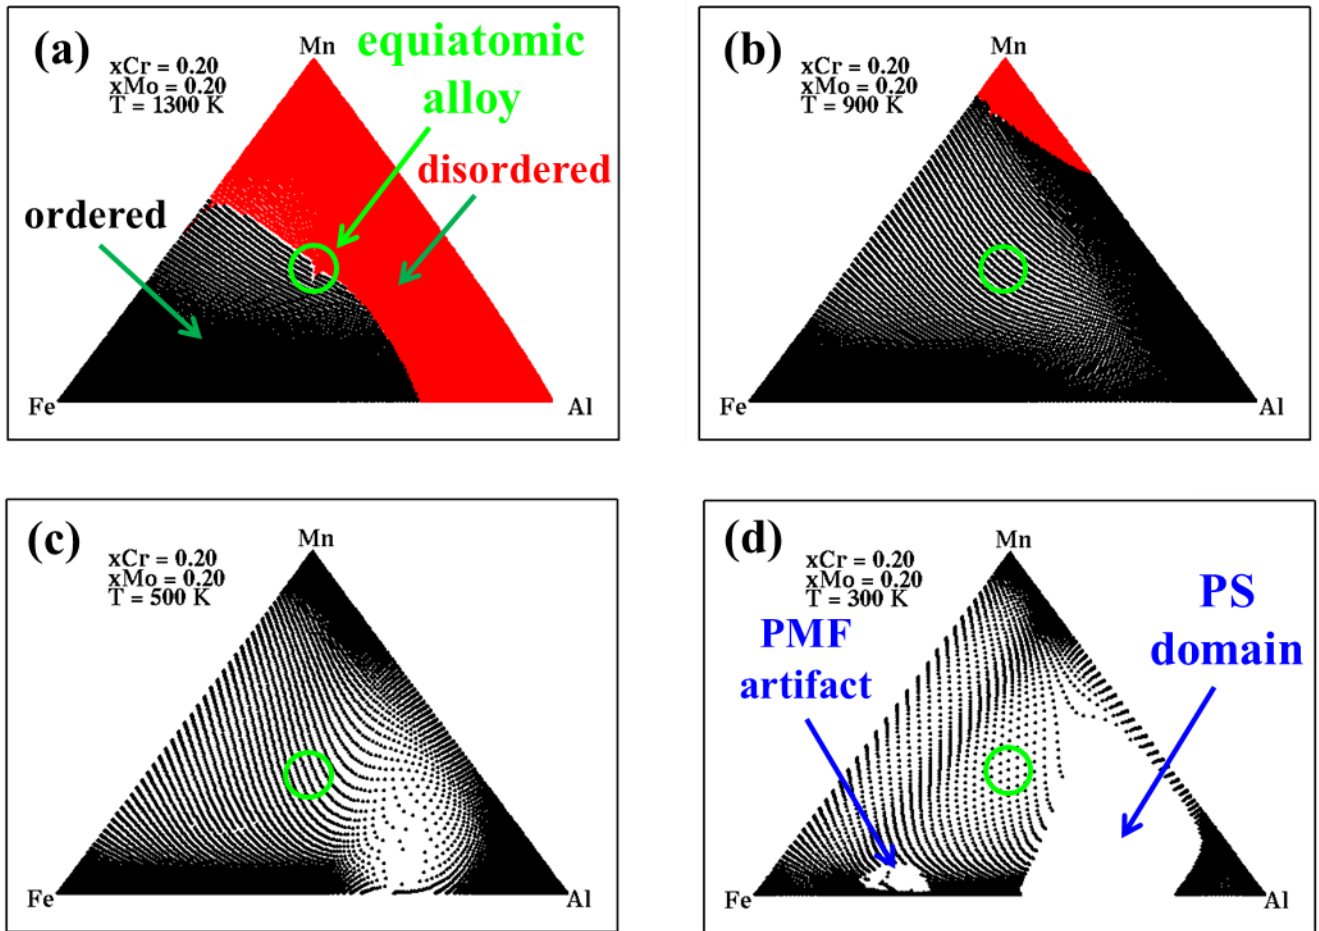 (a)
Mn
equiatomic
alloy
xCr = 0.20
xMo = 0.20
T = 1300 K
disordered
ordered
Fe
Al
(b)
Mn
xCr = 0.20
xMo = 0.20
T = 900 K
Fe
Al
(c)
Mn
xCr = 0.20
xMo = 0.20
T = 500 K
Fe
Al
(d)
Mn
xCr = 0.20
xMo = 0.20
T = 300 K
PMF
artifact
PS
domain
Fe
Al